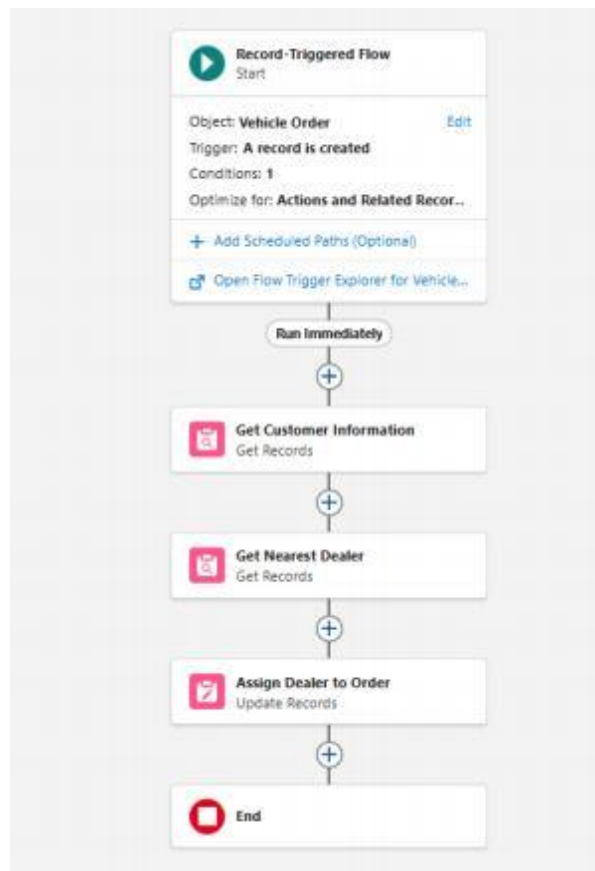 Record-Triggered Flow
Start
Object: Vehicle Order Edit
Trigger: A record is created
Conditions: 1
Optimize for: Actions and Related Recor...
+ Add Scheduled Paths (Optional)
Open Flow Trigger Explorer for Vehicle...
Run Immediately
Get Customer Information
Get Records
Get Nearest Dealer
Get Records
Assign Dealer to Order
Update Records
End